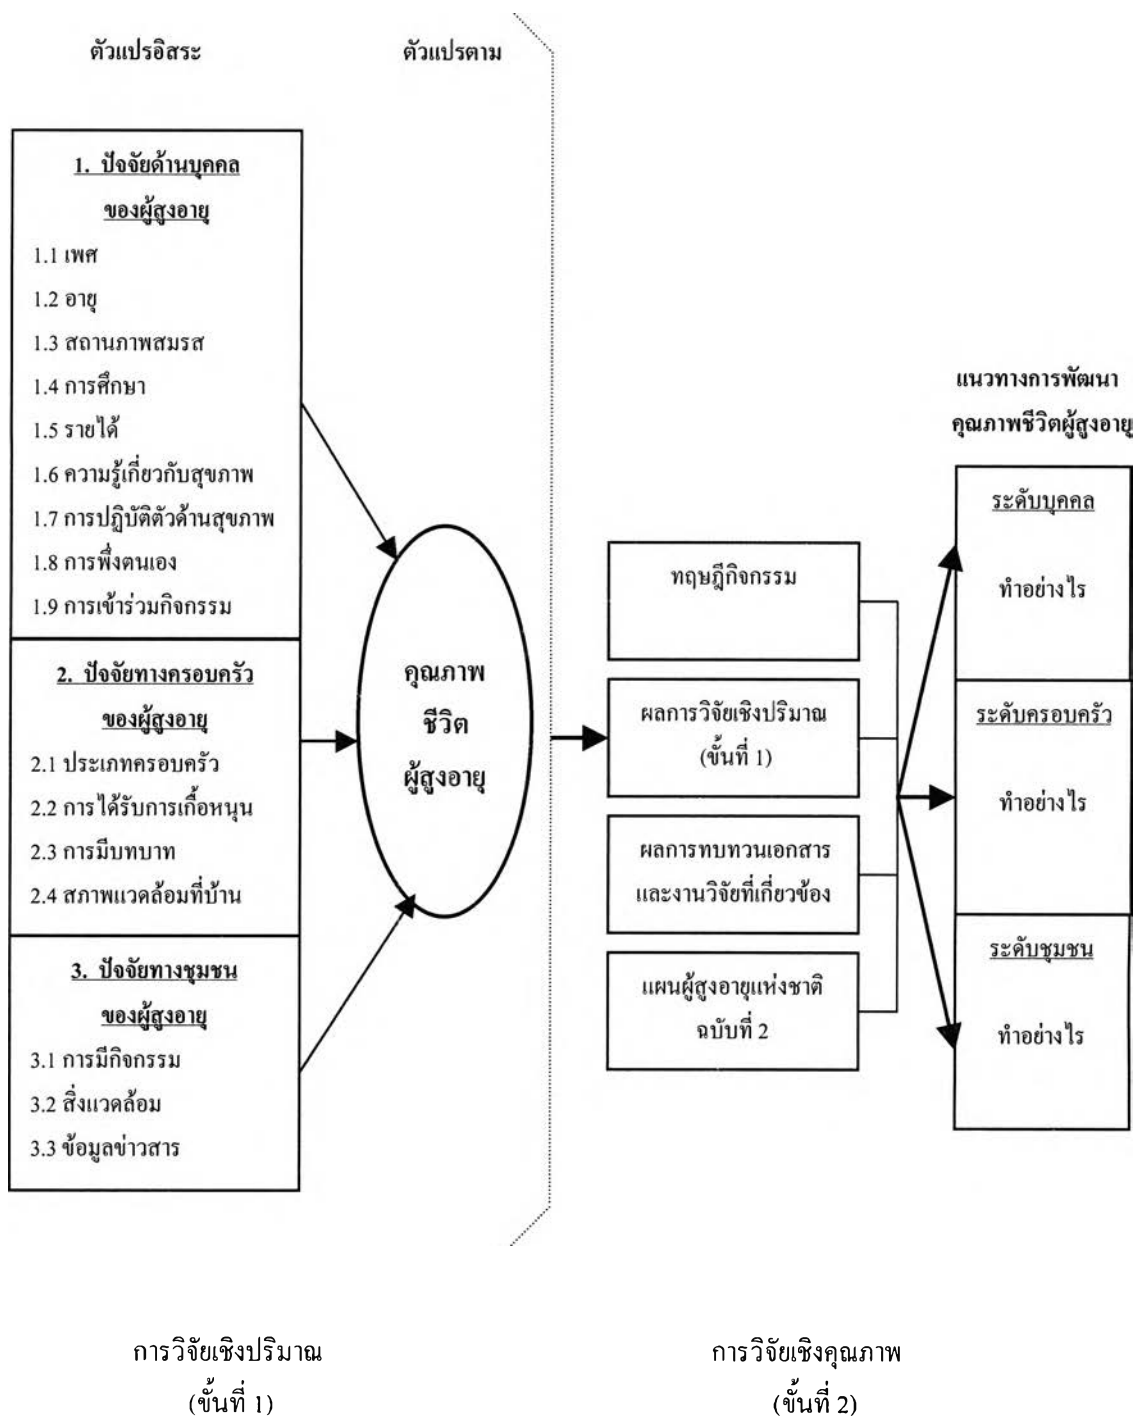 ตัวแปรอิสระ
ตัวแปรตาม
1. ปัจจัยด้านบุคคล
ของผู้สูงอายุ
1.1 เพศ
1.2 อายุ
1.3 สถานภาพสมรส
1.4 การศึกษา
1.5 รายได้
1.6 ความรู้เกี่ยวกับสุขภาพ
1.7 การปฏิบัติตัวด้านสุขภาพ
1.8 การพึ่งตนเอง
1.9 การเข้าร่วมกิจกรรม
2. ปัจจัยทางครอบครัว
ของผู้สูงอายุ
2.1 ประเภทครอบครัว
2.2 การได้รับการเกื้อหนุน
2.3 การมีบทบาท
2.4 สภาพแวดล้อมที่บ้าน
3. ปัจจัยทางชุมชน
ของผู้สูงอายุ
3.1 การมีกิจกรรม
3.2 สิ่งแวดล้อม
3.3 ข้อมูลข่าวสาร
คุณภาพ
ชีวิต
ผู้สูงอายุ
ทฤษฎีกิจกรรม
ผลการวิจัยเชิงปริมาณ
(ขั้นที่ 1)
ผลการทบทวนเอกสาร
และงานวิจัยที่เกี่ยวข้อง
แผนผู้สูงอายุแห่งชาติ
ฉบับที่ 2
แนวทางการพัฒนา
คุณภาพชีวิตผู้สูงอายุ
ระดับบุคคล
ทำอย่างไร
ระดับครอบครัว
ทำอย่างไร
ระดับชุมชน
ทำอย่างไร
การวิจัยเชิงปริมาณ
(ขั้นที่ 1)
การวิจัยเชิงคุณภาพ
(ขั้นที่ 2)